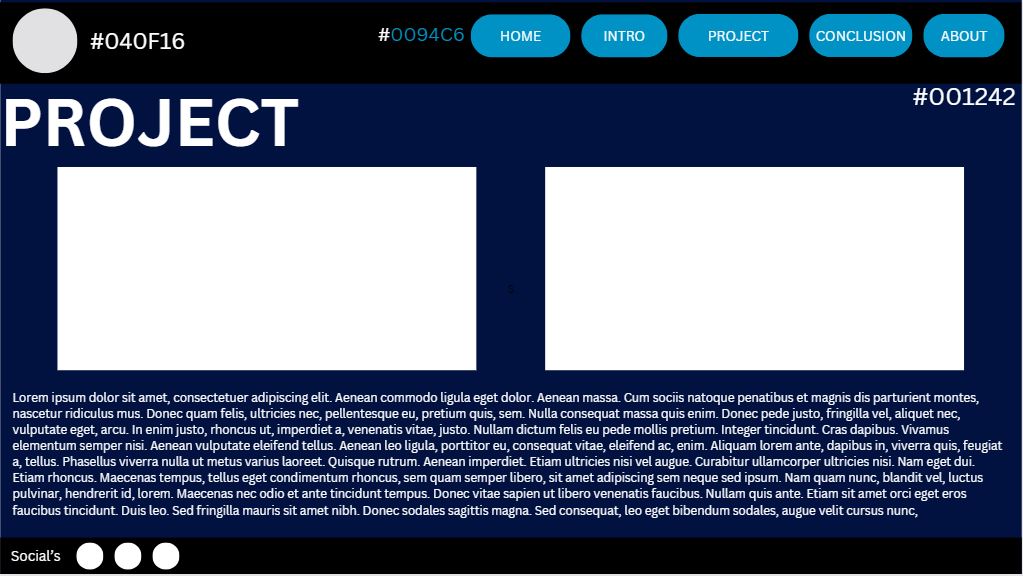 #040F16
#0094C6
HOME
INTRO
PROJECT
CONCLUSION
ABOUT
#001242
PROJECT
s.
Lorem ipsum dolor sit amet, consectetuer adipiscing elit. Aenean commodo ligula eget dolor. Aenean massa. Cum sociis natoque penatibus et magnis dis parturient montes,
nascetur ridiculus mus. Donec quam felis, ultricies nec, pellentesque eu, pretium quis, sem. Nulla consequat massa quis enim. Donec pede justo, fringilla vel, aliquet nec,
vulputate eget, arcu. In enim justo, rhoncus ut, imperdiet a, venenatis vitae, justo. Nullam dictum felis eu pede mollis pretium. Integer tincidunt. Cras dapibus. Vivamus
elementum semper nisi. Aenean vulputate eleifend tellus. Aenean leo ligula, porttitor eu, consequat vitae, eleifend ac, enim. Aliquam lorem ante, dapibus in, viverra quis, feugiat
a, tellus. Phasellus viverra nulla ut metus varius laoreet. Quisque rutrum. Aenean imperdiet. Etiam ultricies nisi vel augue. Curabitur ullamcorper ultricies nisi. Nam eget dui.
Etiam rhoncus. Maecenas tempus, tellus eget condimentum rhoncus, sem quam semper libero, sit amet adipiscing sem neque sed ipsum. Nam quam nunc, blandit vel, luctus
pulvinar, hendrerit id, lorem. Maecenas nec odio et ante tincidunt tempus. Donec vitae sapien ut libero venenatis faucibus. Nullam quis ante. Etiam sit amet orci eget eros
faucibus tincidunt. Duis leo. Sed fringilla mauris sit amet nibh. Donec sodales sagittis magna. Sed consequat, leo eget bibendum sodales, augue velit cursus nunc,
Social's